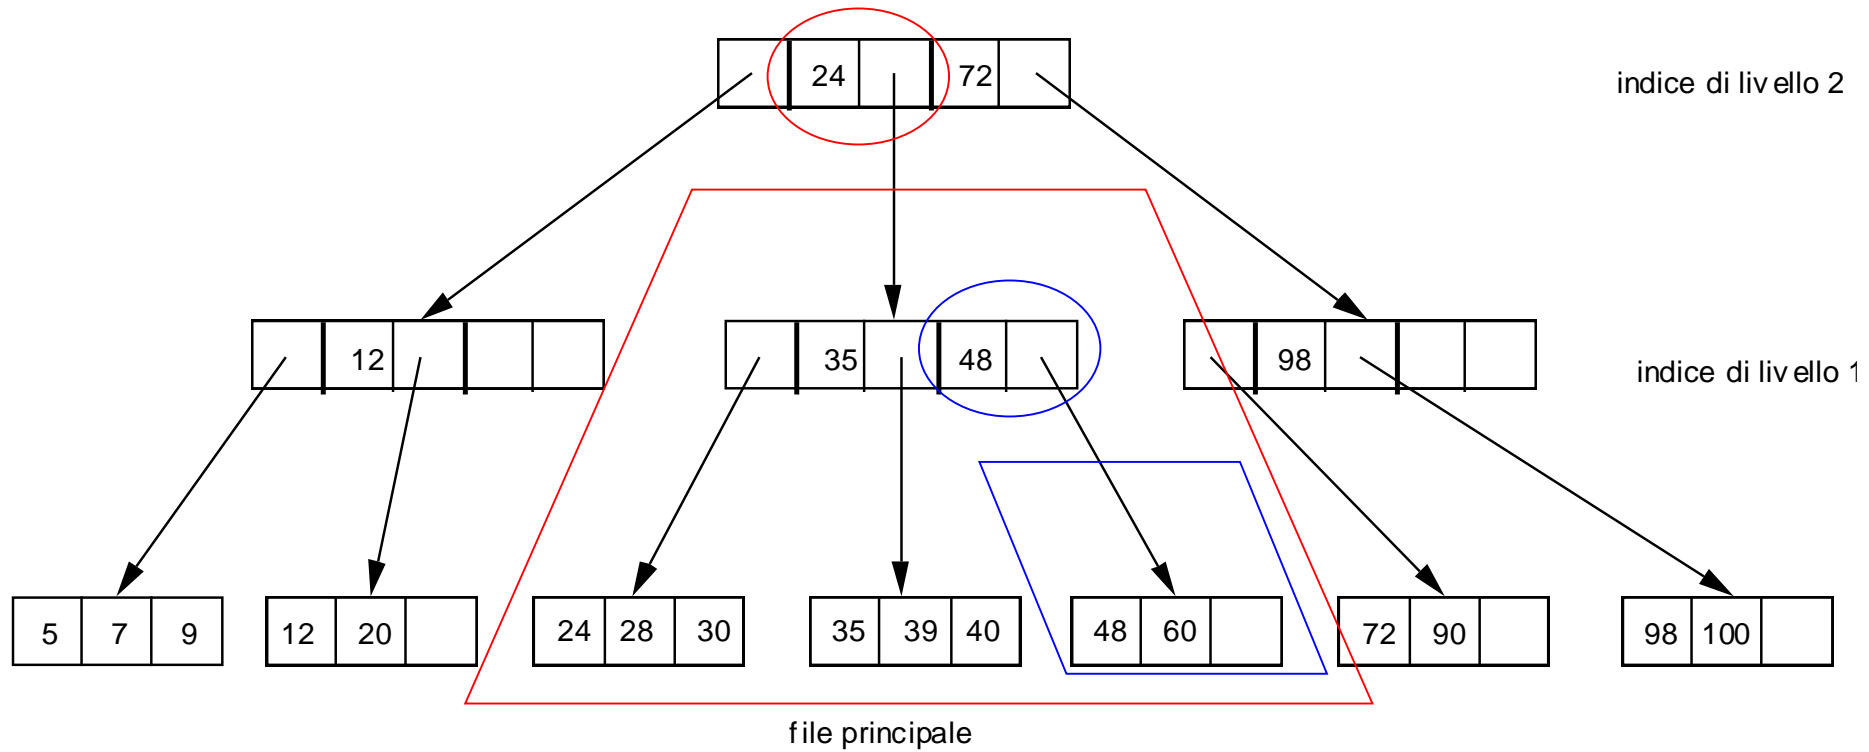 24 72
indice di livello 2
12 35 48 98
indice di livello 1
5 7 9 12 20 24 28 30 35 39 40 48 60 72 90 98 100
file principale